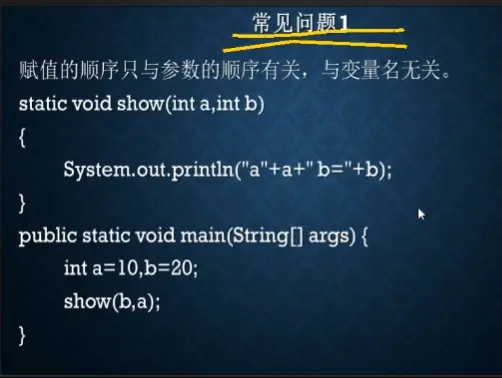 常见问题1
赋值的顺序只与参数的顺序有关，与变量名无关。
static void show(int a,int b)
{
System.out.println("a"+a+" b="+b);
}
public static void main(String[] args) {
int a=10,b=20;
show(b,a);
}